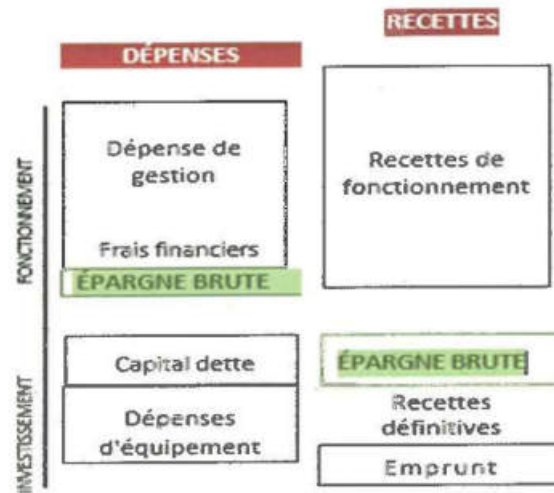 RECETTES
DÉPENSES
FONCTIONNEMENT
Dépense de
gestion
Frais financiers
ÉPARGNE BRUTE
Recettes de
fonctionnement
INVESTISSEMENT
Capital dette
Dépenses
d'équipement
ÉPARGNE BRUTE
Recettes
définitives
Emprunt